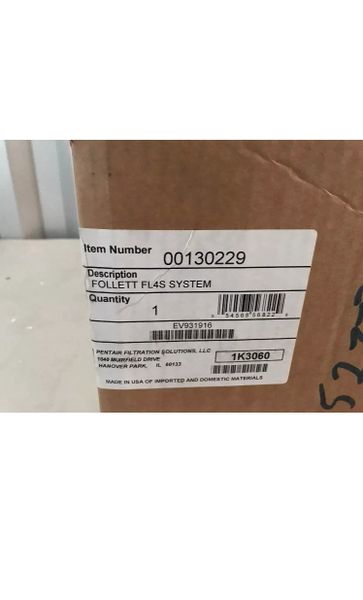 Item Number 00130229
Description
FOLLETT FL4S SYSTEM
Quantity
1
EV931916
PENTAIR FILTRATION SOLUTIONS, LLC
1040 MUIRFIELD DRIVE
HANOVER PARK, IL 60133
1K3060
MADE IN USA OF IMPORTED AND DOMESTIC MATERIALS